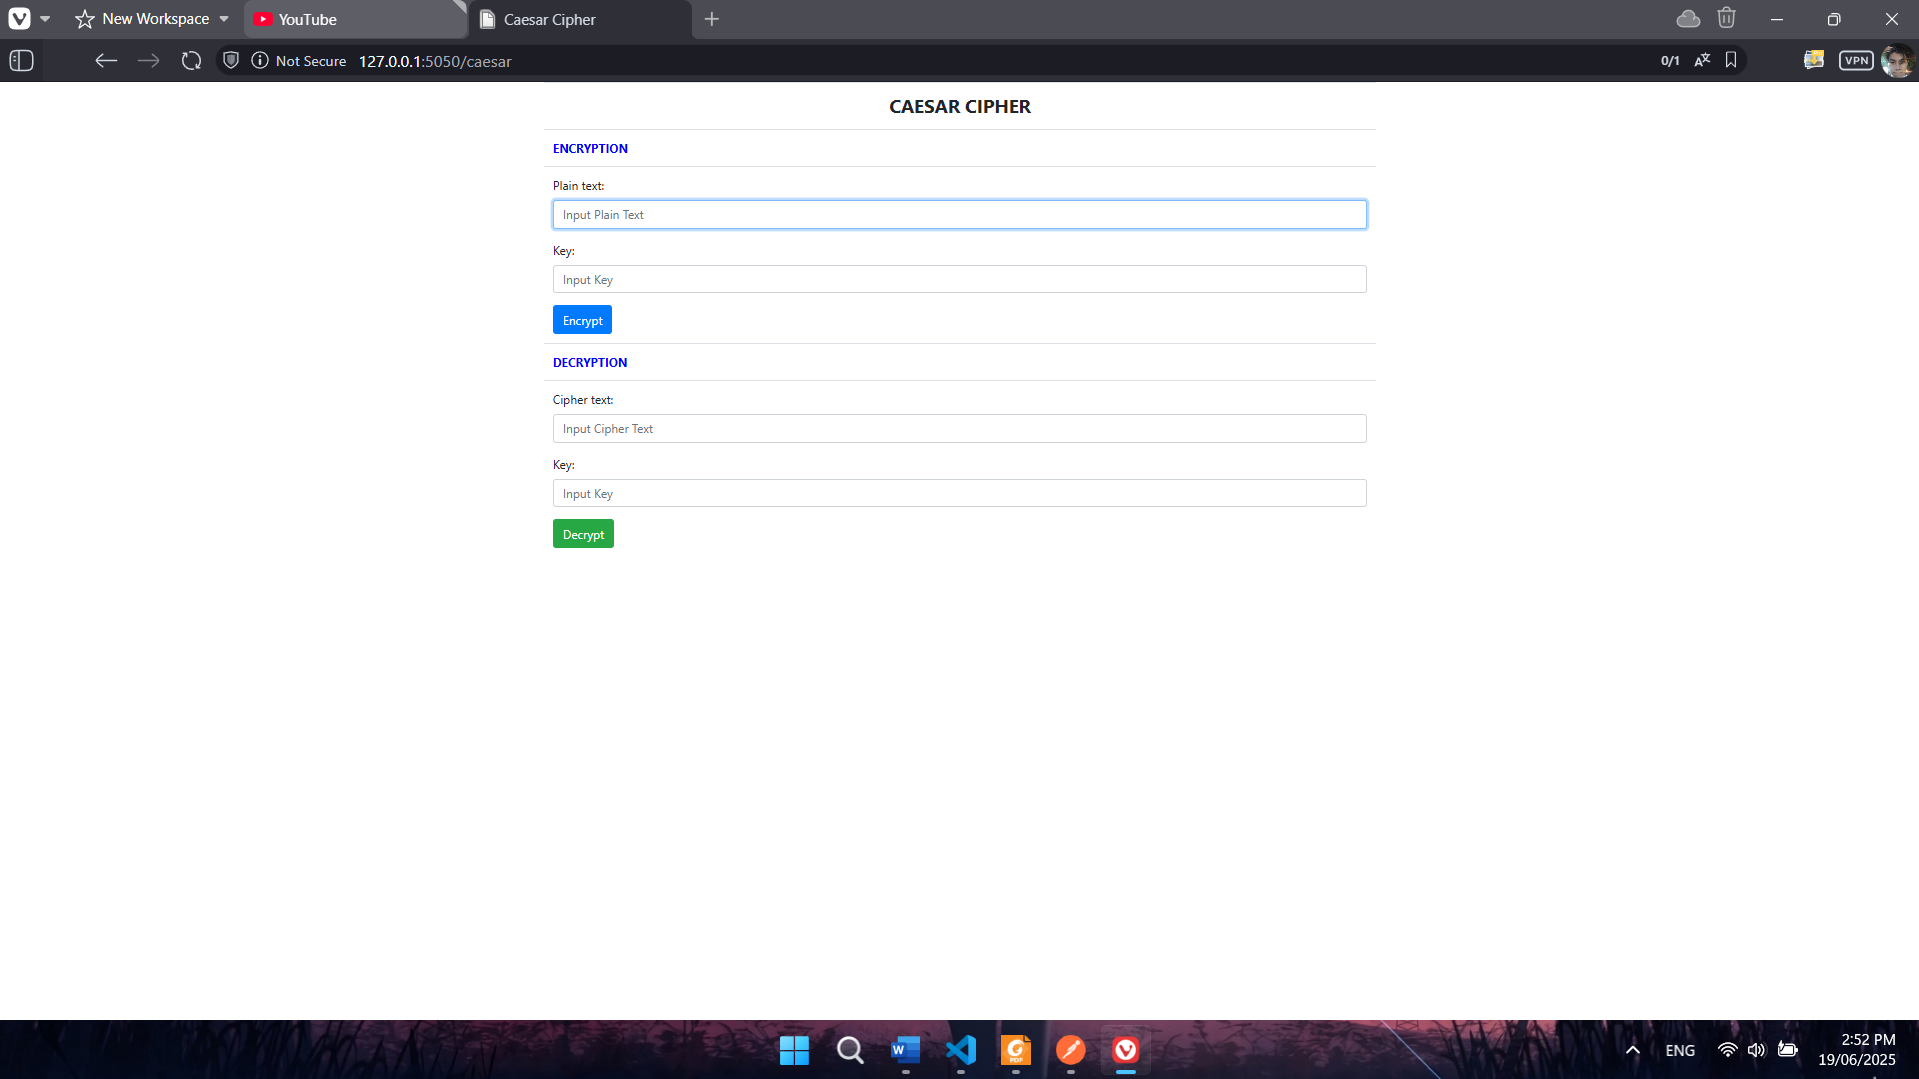 New Workspace
YouTube
Caesar Cipher
Not Secure 127.0.0.1:5050/caesar
0/1
VPN
CAESAR CIPHER
ENCRYPTION
Plain text:
Input Plain Text
Key:
Input Key
Encrypt
DECRYPTION
Cipher text:
Input Cipher Text
Key:
Input Key
Decrypt
W
PDF
ENG
2:52 PM
19/06/2025